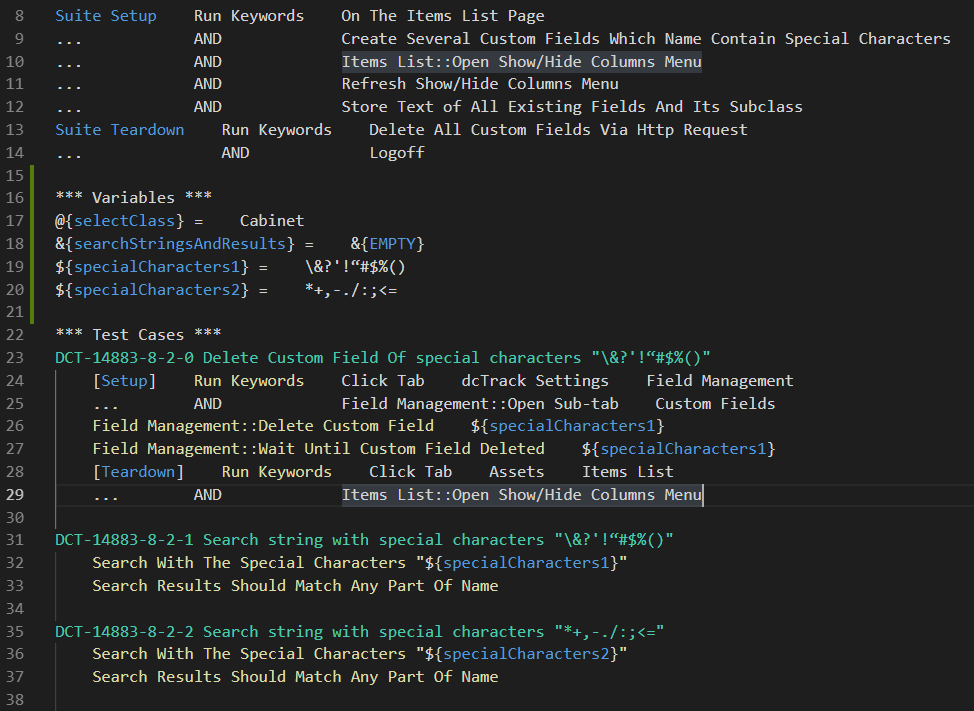 8 Suite Setup    Run Keywords    On The Items List Page
9 ...            AND             Create Several Custom Fields Which Name Contain Special Characters
10 ...            AND             Items List::Open Show/Hide Columns Menu
11 ...            AND             Refresh Show/Hide Columns Menu
12 ...            AND             Store Text of All Existing Fields And Its Subclass
13 Suite Teardown    Run Keywords    Delete All Custom Fields Via Http Request
14 ...               AND             Logoff
15
16 *** Variables ***
17 @{selectClass} =    Cabinet
18 &{searchStringsAndResults} =    &{EMPTY}
19 ${specialCharacters1} =    \&?'!“#$%()
20 ${specialCharacters2} =    *+,-./:;<=
21
22 *** Test Cases ***
23 DCT-14883-8-2-0 Delete Custom Field Of special characters "\&?'!“#$%()"
24     [Setup]    Run Keywords    Click Tab    dcTrack Settings    Field Management
25     ...        AND             Field Management::Open Sub-tab    Custom Fields
26     Field Management::Delete Custom Field    ${specialCharacters1}
27     Field Management::Wait Until Custom Field Deleted    ${specialCharacters1}
28     [Teardown]    Run Keywords    Click Tab    Assets    Items List
29     ...        AND             Items List::Open Show/Hide Columns Menu
30
31 DCT-14883-8-2-1 Search string with special characters "\&?'!“#$%()"
32     Search With The Special Characters "${specialCharacters1}"
33     Search Results Should Match Any Part Of Name
34
35 DCT-14883-8-2-2 Search string with special characters "*+,-./:;<="
36     Search With The Special Characters "${specialCharacters2}"
37     Search Results Should Match Any Part Of Name
38